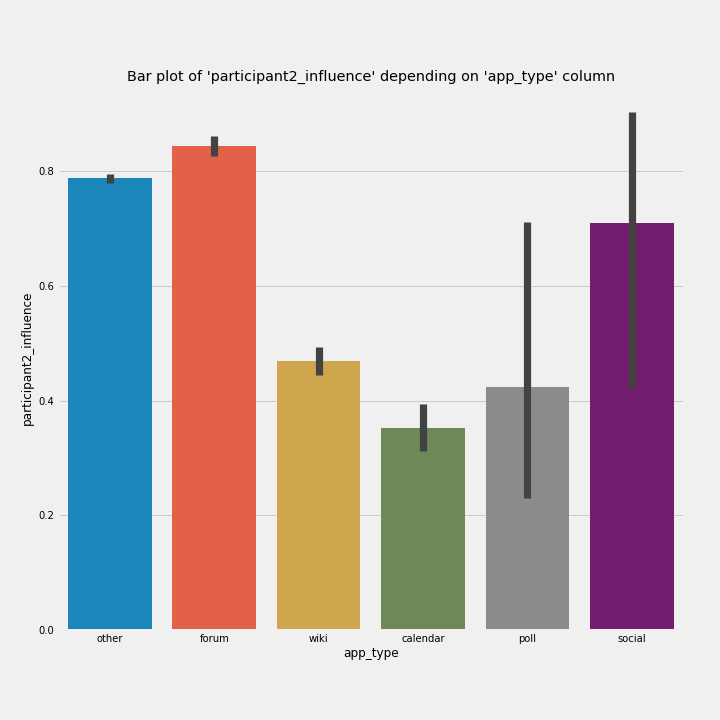 Bar plot of 'participant2_influence' depending on 'app_type' column
participant2_influence
0.8
0.6
0.4
0.2
0.0
other forum wiki calendar poll social
app_type